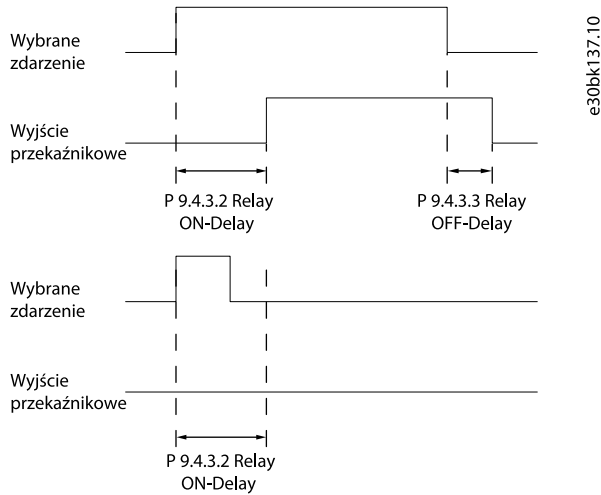 Wybrane
zdarzenie
Wyjście
przekaźnikowe
P 9.4.3.2 Relay
ON-Delay
P 9.4.3.3 Relay
OFF-Delay
Wybrane
zdarzenie
Wyjście
przekaźnikowe
P 9.4.3.2 Relay
ON-Delay
e30bk137.10